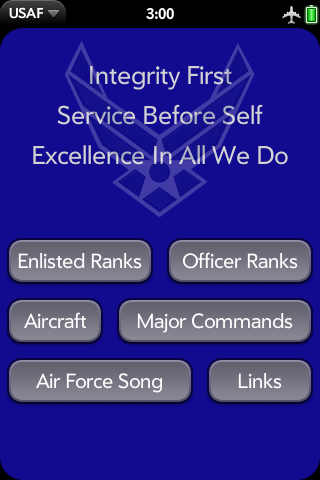 USAF 3:00
Integrity First
Service Before Self
Excellence In All We Do
Enlisted Ranks Officer Ranks
Aircraft Major Commands
Air Force Song Links